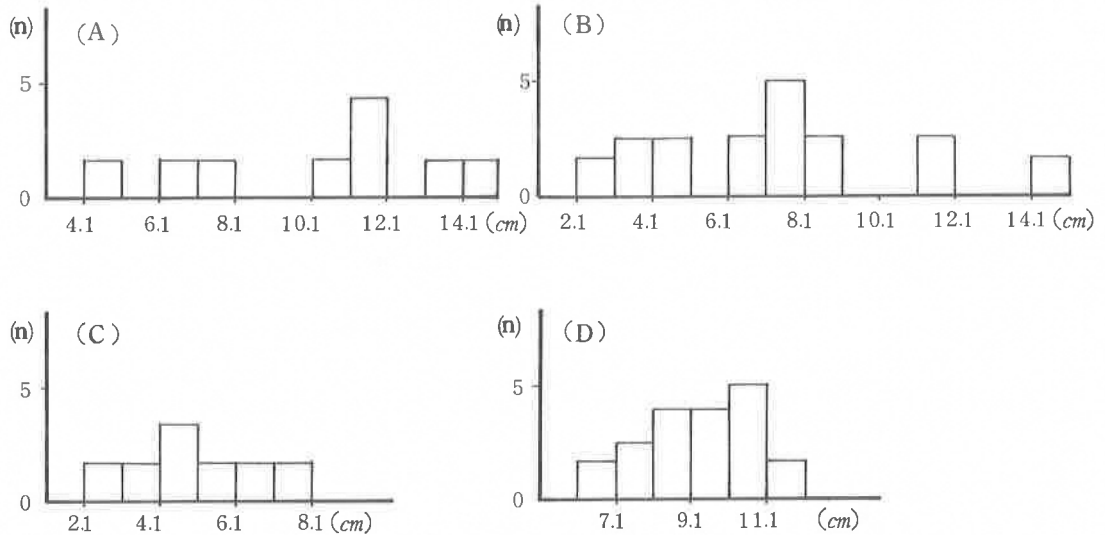 (n) (A)
5
0
4.1 6.1 8.1 10.1 12.1 14.1 (cm)
(n) (B)
5
0
2.1 4.1 6.1 8.1 10.1 12.1 14.1 (cm)
(n) (C)
5
0
2.1 4.1 6.1 8.1 (cm)
(n) (D)
5
0
7.1 9.1 11.1 (cm)